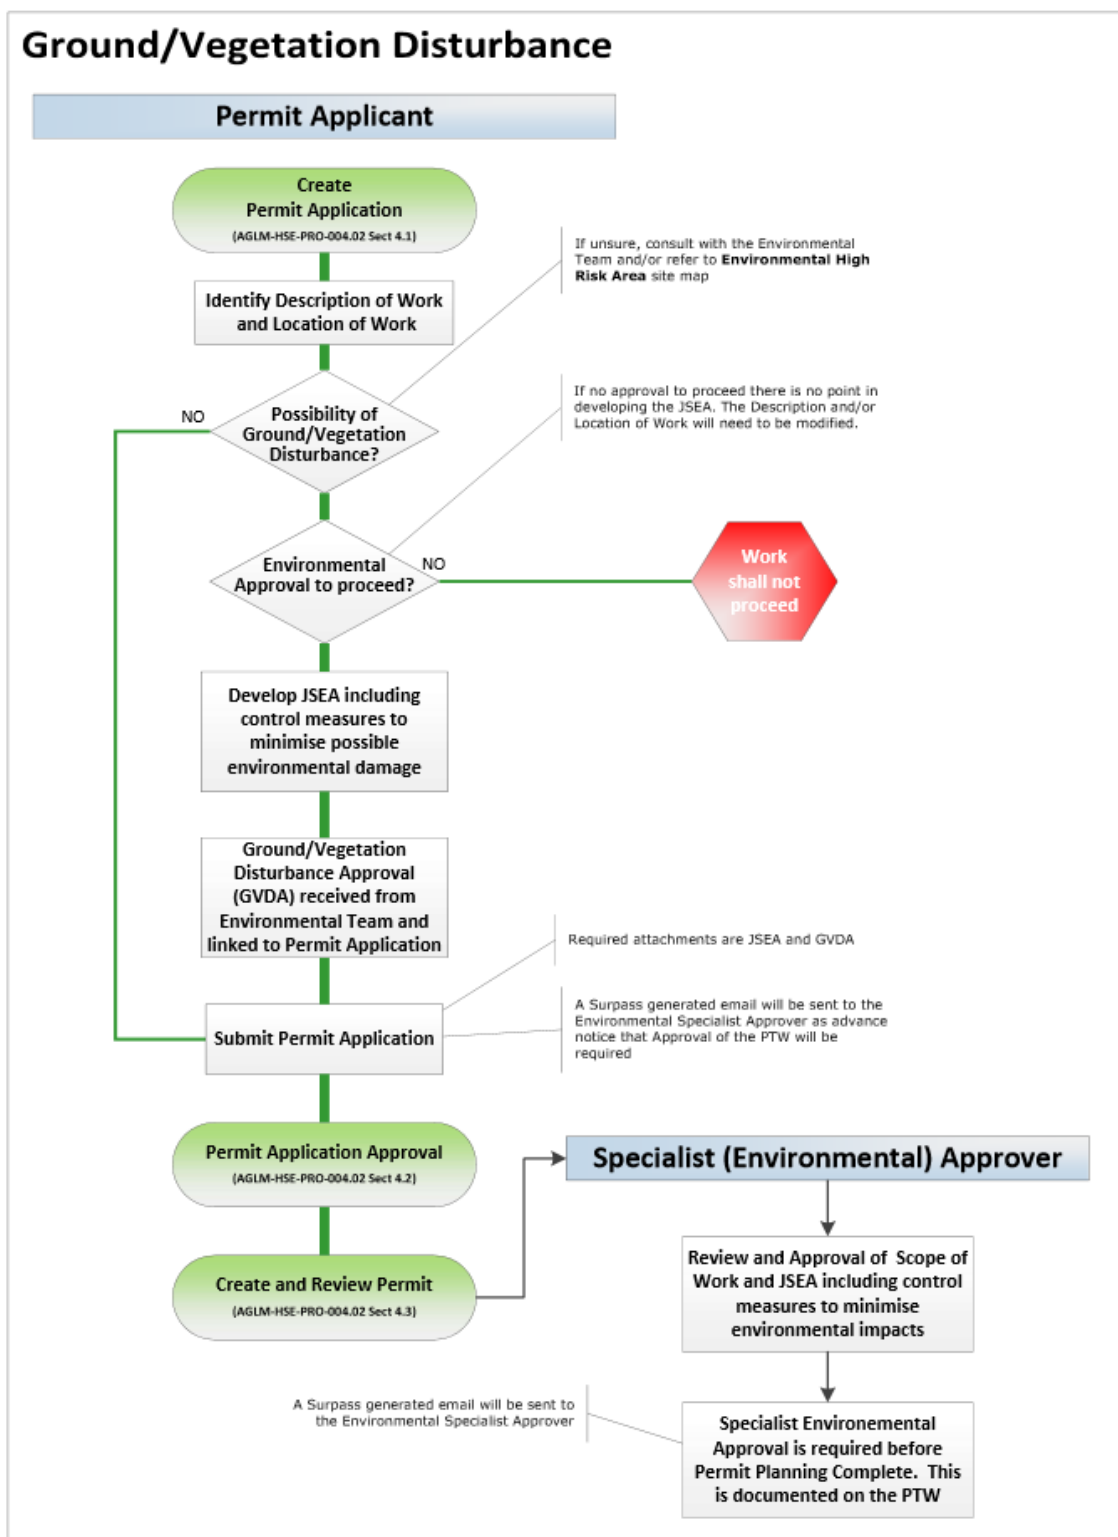 Ground/Vegetation Disturbance
Permit Applicant
Create
Permit Application
(AGLM-HSE-PRO-004.02 Sect 4.1)
If unsure, consult with the Environmental
Team and/or refer to Environmental High
Risk Area site map
Identify Description of Work
and Location of Work
If no approval to proceed there is no point in
developing the JSEA. The Description and/or
Location of Work will need to be modified.
NO
Possibility of
Ground/Vegetation
Disturbance?
Environmental
Approval to proceed?
NO
Work
shall not
proceed
Develop JSEA including
control measures to
minimise possible
environmental damage
Ground/Vegetation
Disturbance Approval
(GVDA) received from
Environmental Team and
linked to Permit Application
Required attachments are JSEA and GVDA
A Surpass generated email will be sent to the
Environmental Specialist Approver as advance
notice that Approval of the PTW will be
required
Submit Permit Application
Permit Application Approval
(AGLM-HSE-PRO-004.02 Sect 4.2)
Specialist (Environmental) Approver
Create and Review Permit
(AGLM-HSE-PRO-004.02 Sect 4.3)
Review and Approval of Scope of
Work and JSEA including control
measures to minimise
environmental impacts
A Surpass generated email will be sent to
the Environmental Specialist Approver
Specialist Environemental
Approval is required before
Permit Planning Complete. This
is documented on the PTW